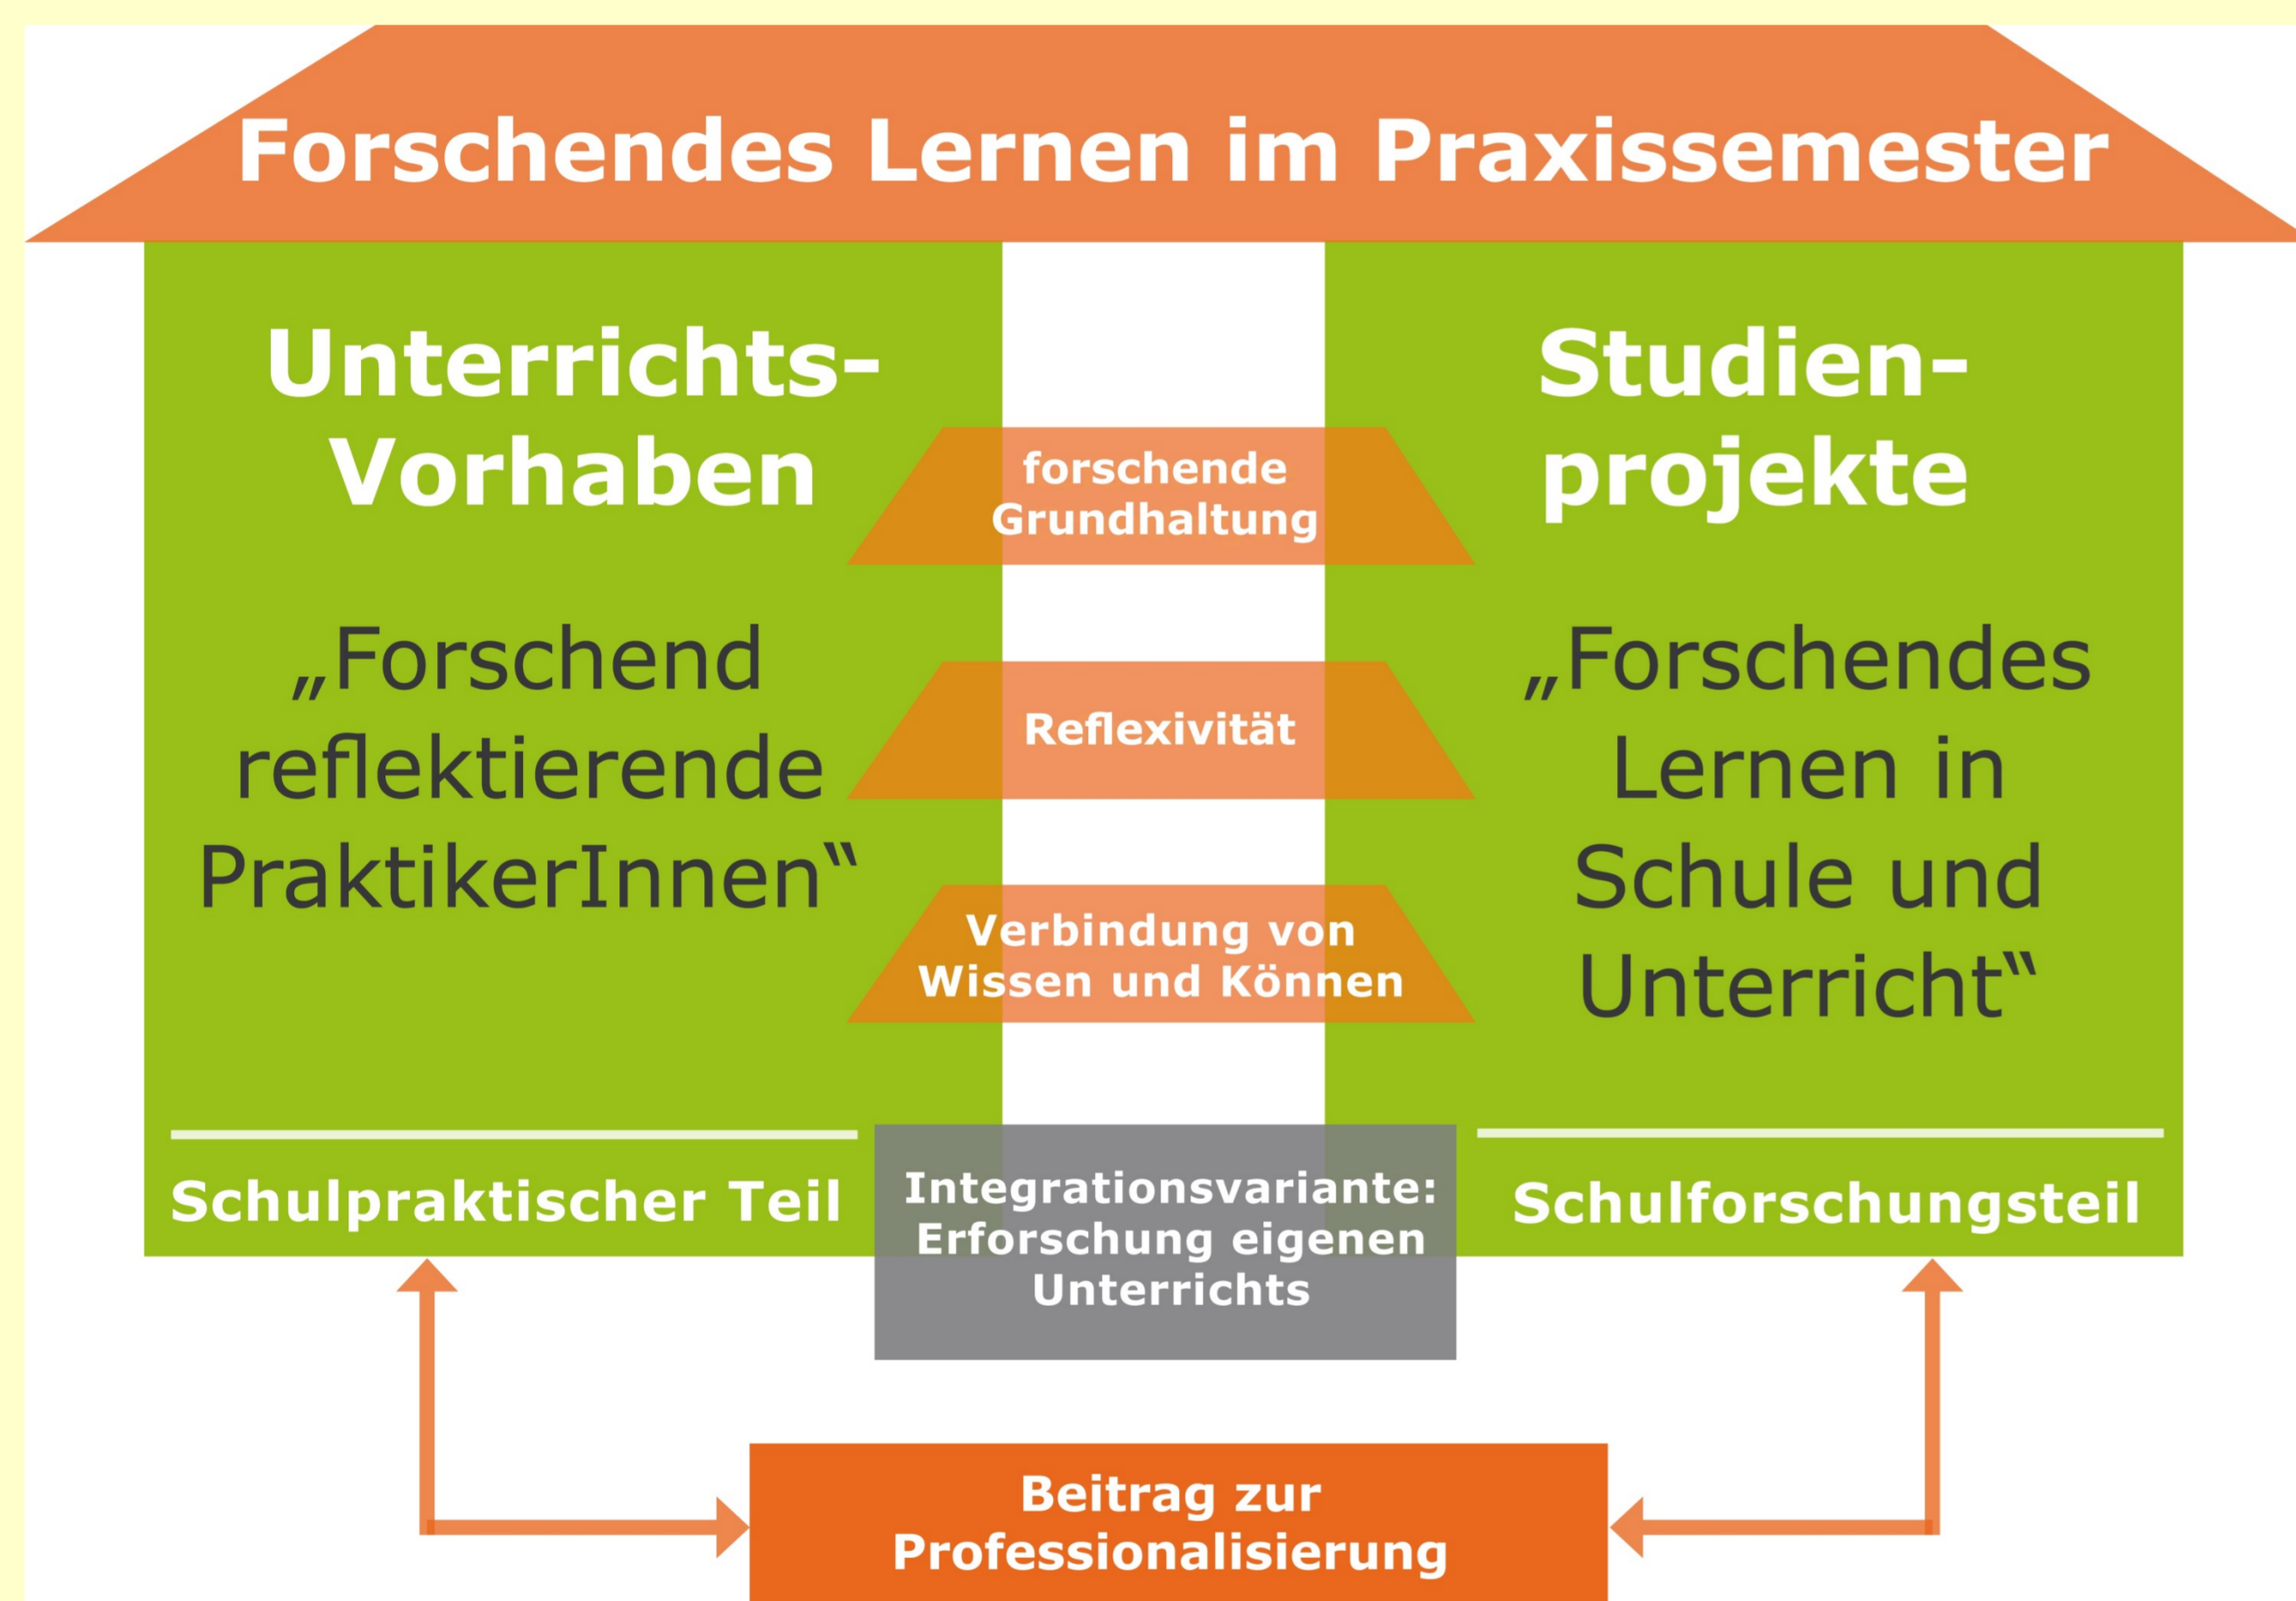 Forschendes Lernen im Praxissemester
Unterrichts-
Vorhaben
„Forschend
reflektierende
PraktikerInnen“
Schulpraktischer Teil
forschende
Grundhaltung
Reflexivität
Verbindung von
Wissen und Können
Integrationsvariante:
Erforschung eigenen
Unterrichts
Studien-
projekte
„Forschendes
Lernen in
Schule und
Unterricht“
Schulforschungsteil
Beitrag zur
Professionalisierung